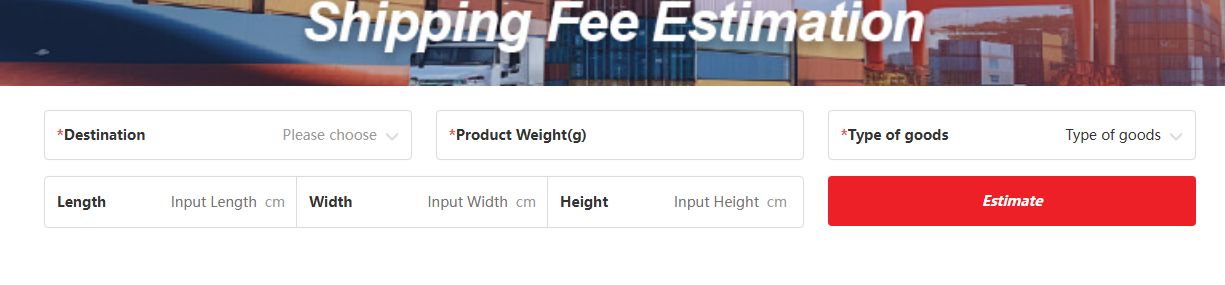 Shipping Fee Estimation
*Destination Please choose
*Product Weight(g)
*Type of goods Type of goods
Length Input Length cm
Width Input Width cm
Height Input Height cm
Estimate